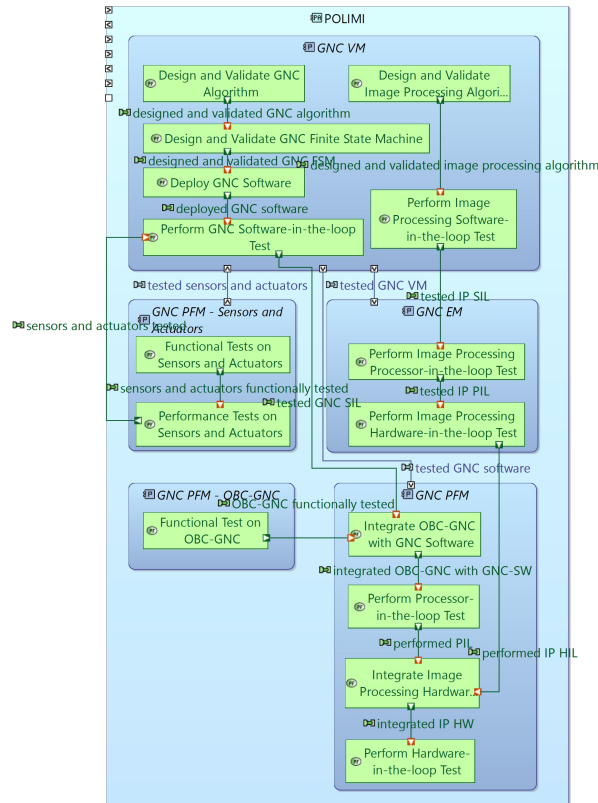 POLIMI
GNC VM
Design and Validate GNC
Algorithm
Design and Validate
Image Processing Algori...
designed and validated GNC algorithm
Design and Validate GNC Finite State Machine
designed and validated GNC FSM
designed and validated image processing algorithm
Deploy GNC Software
deployed GNC software
Perform GNC Software-in-the-loop
Test
Perform Image
Processing Software-
in-the-loop Test
tested sensors and actuators
tested GNC VM
tested IP SIL
sensors and actuators tested
GNC PFM - Sensors and
Actuators
GNC EM
Functional Tests on
Sensors and Actuators
Perform Image Processing
Processor-in-the-loop Test
sensors and actuators functionally tested
tested IP PIL
tested GNC SIL
Performance Tests on
Sensors and Actuators
Perform Image Processing
Hardware-in-the-loop Test
tested GNC software
GNC PFM - OBC-GNC
GNC PFM
OBC-GNC functionally tested
Functional Test on
OBC-GNC
Integrate OBC-GNC
with GNC Software
integrated OBC-GNC with GNC-SW
Perform Processor-
in-the-loop Test
performed PIL
performed IP HIL
Integrate Image
Processing Hardwar...
integrated IP HW
Perform Hardware-
in-the-loop Test